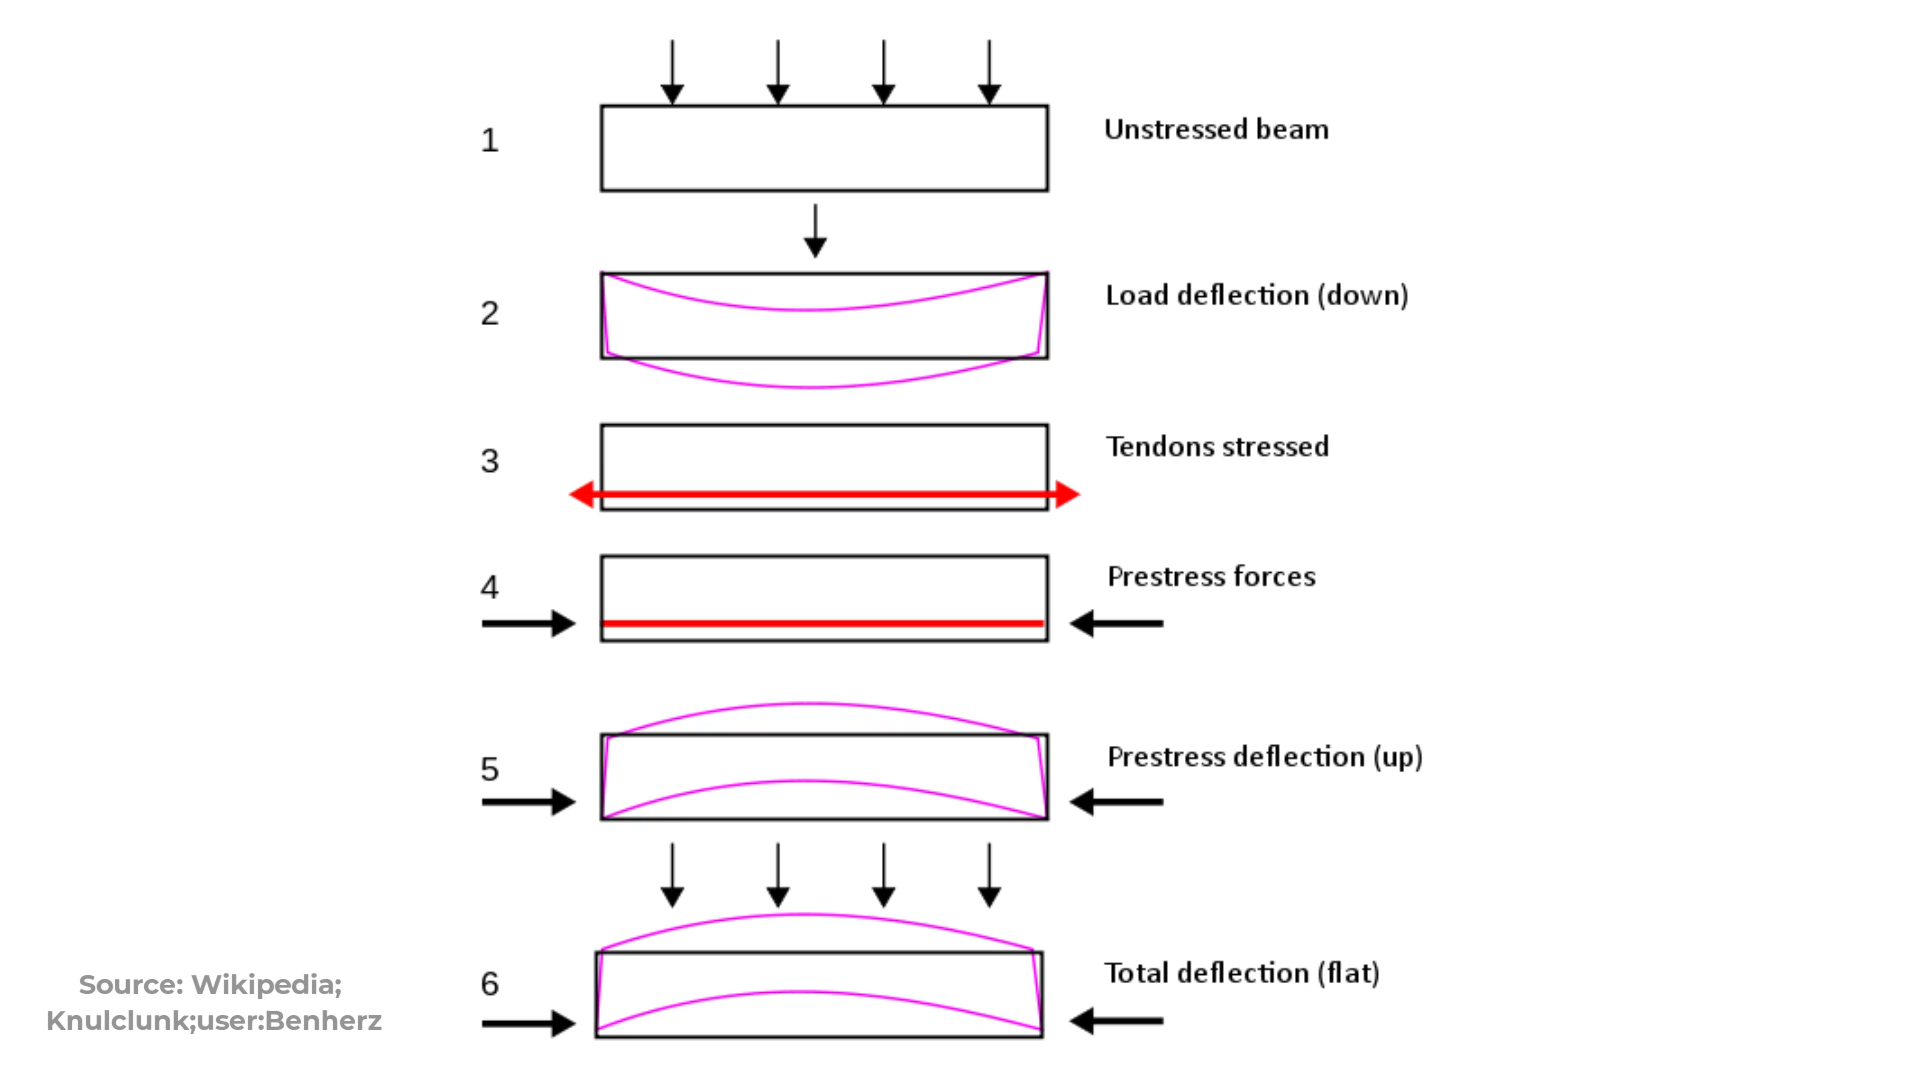 1
Unstressed beam
2
Load deflection (down)
3
Tendons stressed
4
Prestress forces
5
Prestress deflection (up)
6
Total deflection (flat)
Source: Wikipedia;
Knulclunk;user:Benherz